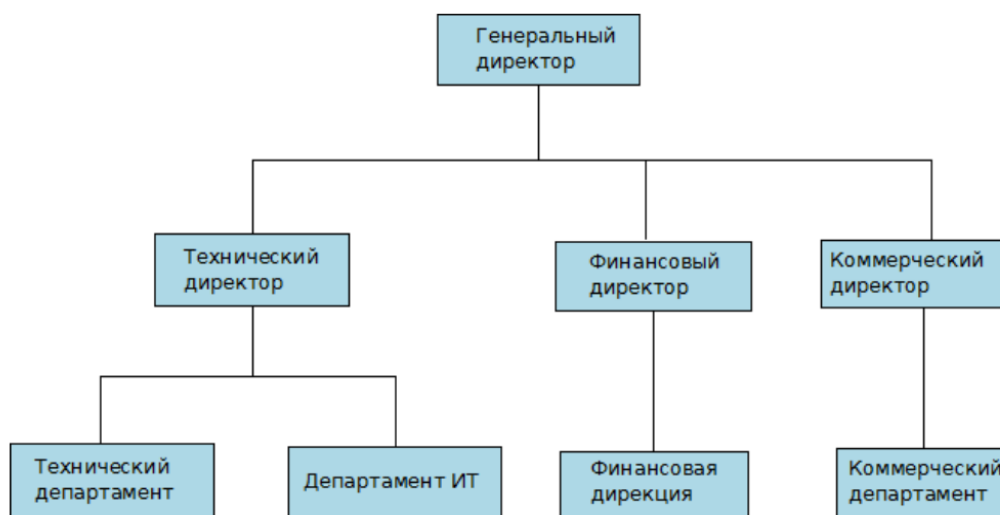 Генеральный
директор
Технический
директор
Финансовый
директор
Коммерческий
директор
Технический
департамент
Департамент ИТ
Финансовая
дирекция
Коммерческий
департамент